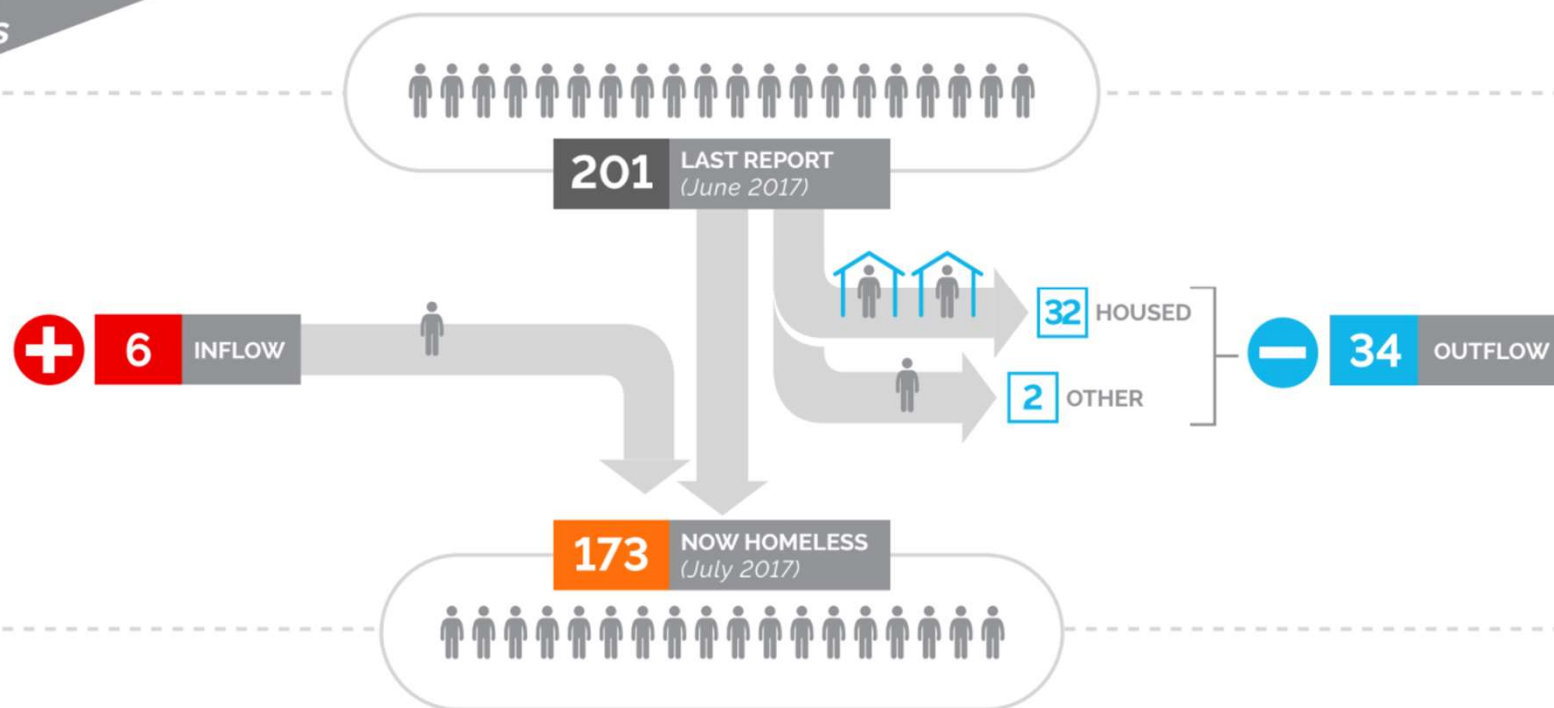 201
LAST REPORT
(June 2017)
+ 6 INFLOW
32 HOUSED
2 OTHER
− 34 OUTFLOW
173
NOW HOMELESS
(July 2017)